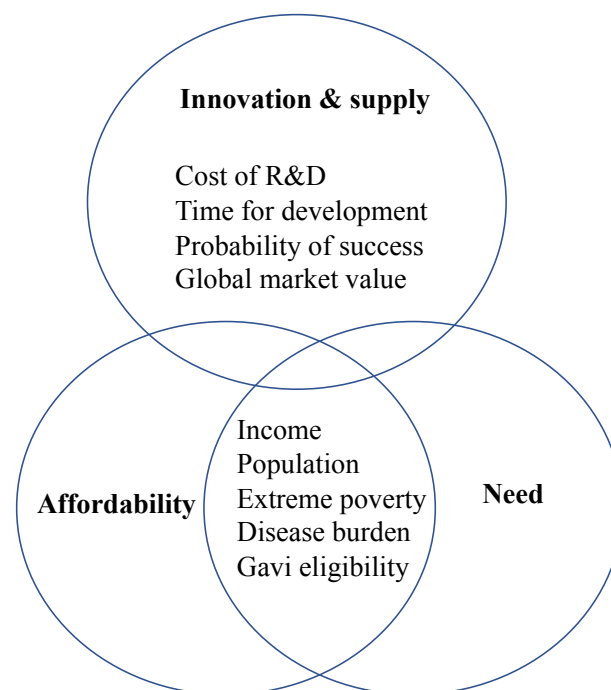 Innovation & supply
Cost of R&D
Time for development
Probability of success
Global market value
Income
Population
Extreme poverty
Disease burden
Gavi eligibility
Affordability
Need